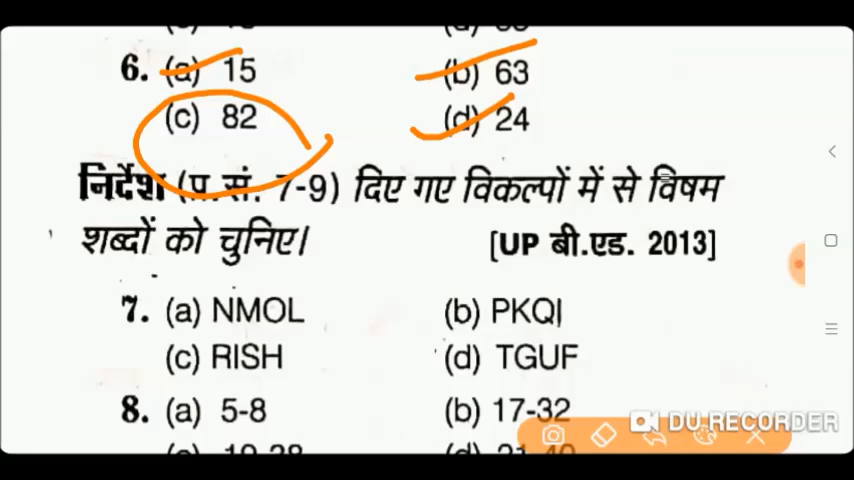 6. (a) 15 (b) 63
(c) 82 (d) 24
निर्देश (प्र.सं. 7-9) दिए गए विकल्पों में से विषम
शब्दों को चुनिए। [UP बी.एड. 2013]
7. (a) NMOL (b) PKQI
(c) RISH (d) TGUF
8. (a) 5-8 (b) 17-32
DU RECORDER